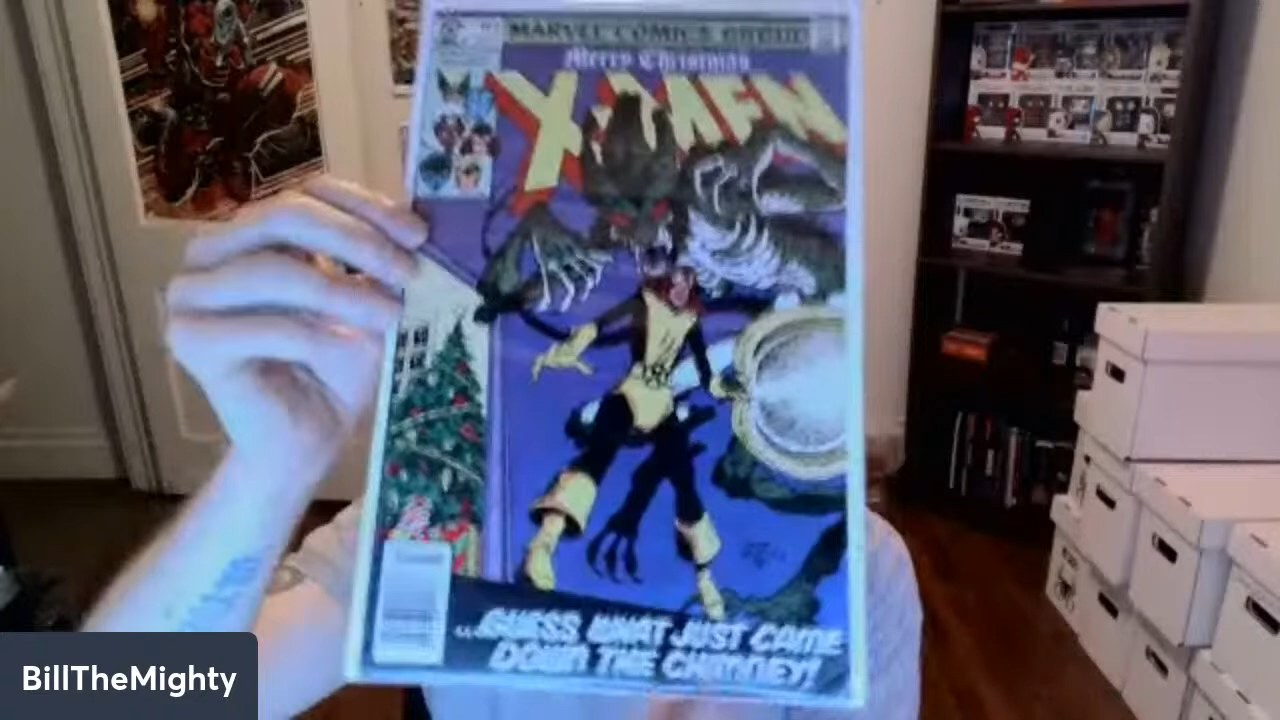 MARVEL COMICS GROUP
Merry Christmas
X-MEN
...GUESS WHAT JUST CAME
DOWN THE CHIMNEY!
BillTheMighty